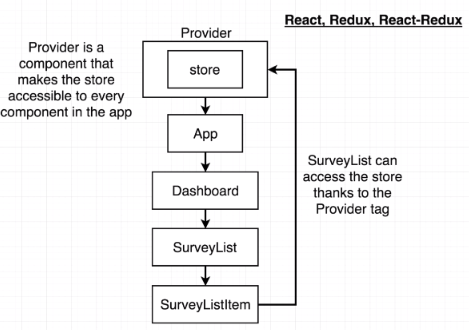 React, Redux, React-Redux
Provider is a
component that
makes the store
accessible to every
component in the app
Provider
store
App
Dashboard
SurveyList
SurveyListItem
SurveyList can
access the store
thanks to the
Provider tag